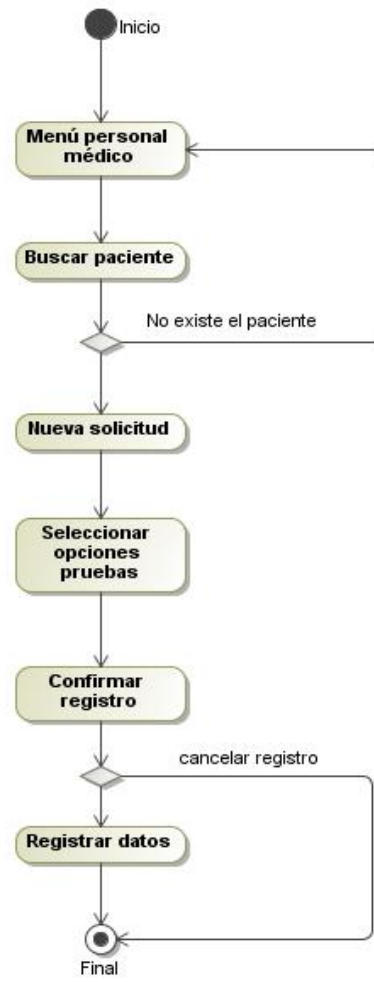 Inicio
Menú personal
médico
Buscar paciente
No existe el paciente
Nueva solicitud
Seleccionar
opciones
pruebas
Confirmar
registro
cancelar registro
Registrar datos
Final